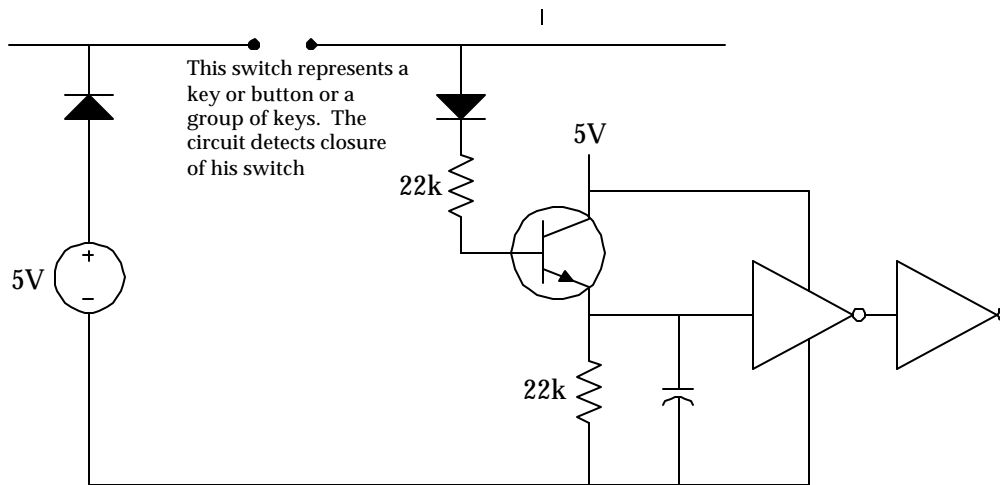 This switch represents a
key or button or a
group of keys. The
circuit detects closure
of his switch
5V
22k
5V
+
–
22k